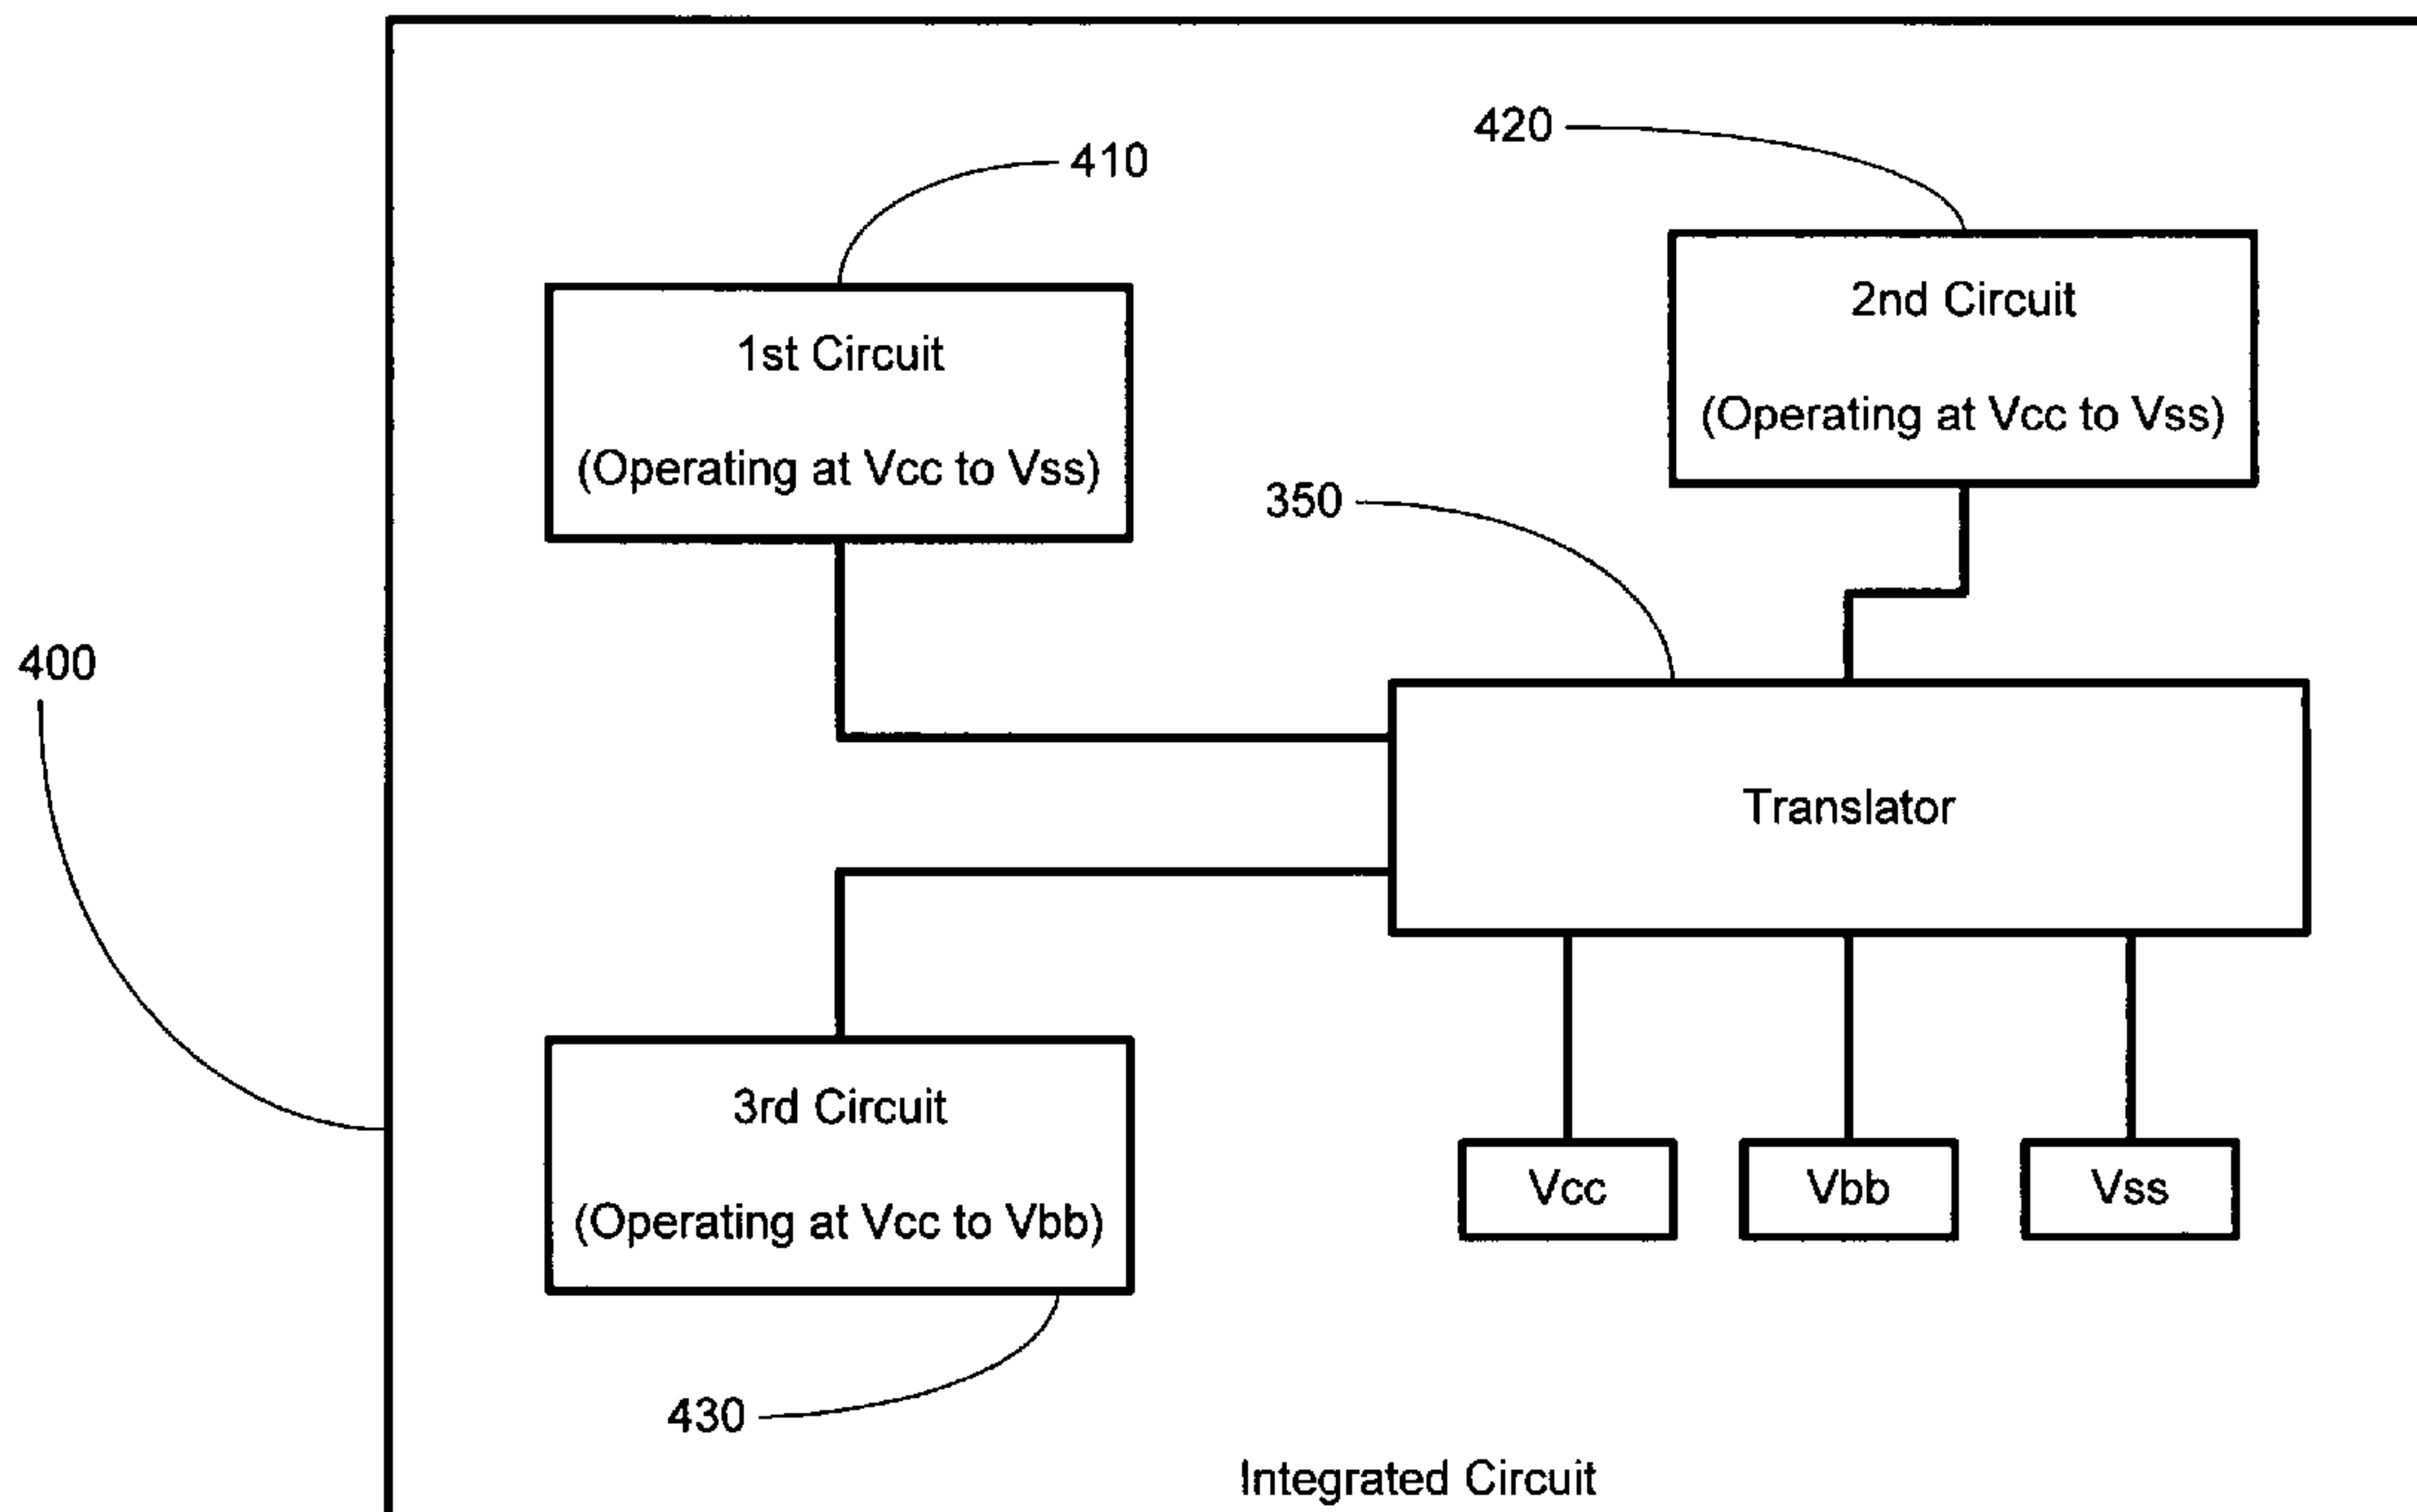 420
410
2nd Circuit
(Operating at Vcc to Vss)
1st Circuit
(Operating at Vcc to Vss)
350
400
Translator
3rd Circuit
(Operating at Vcc to Vbb)
Vcc
Vbb
Vss
430
Integrated Circuit